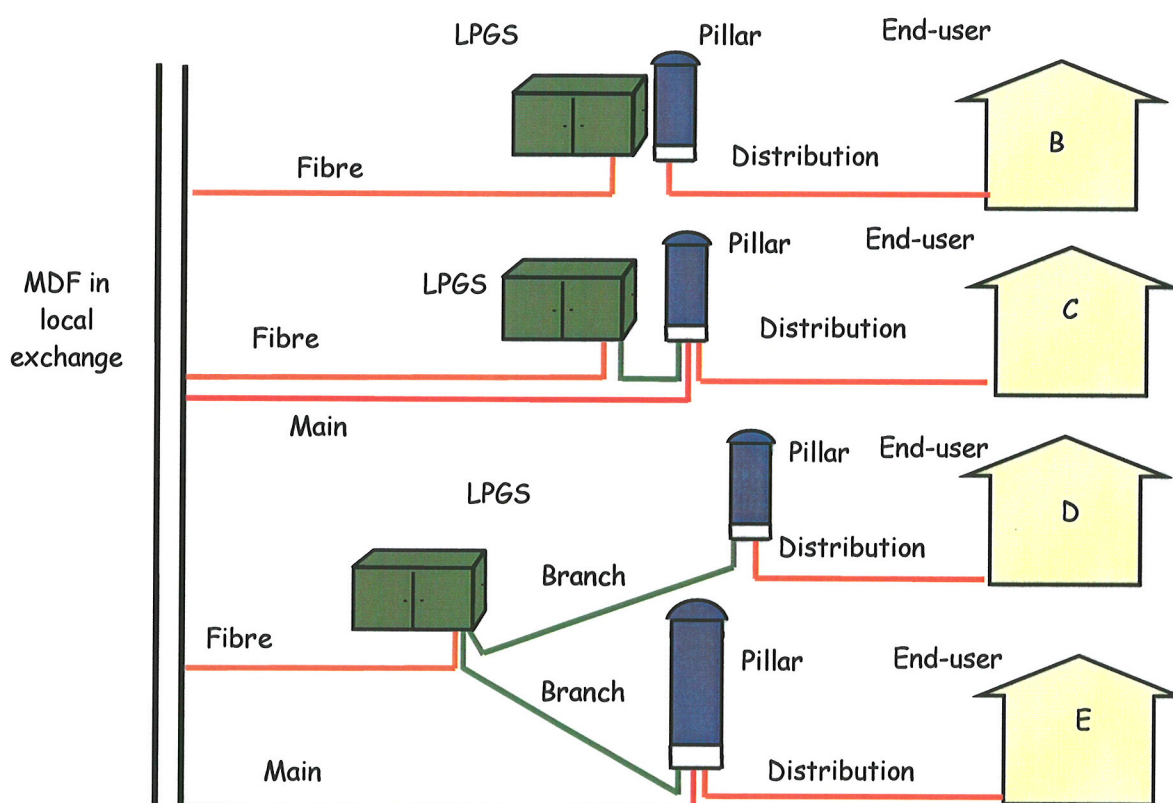 LPGS
Pillar
End-user
Fibre
Distribution
B
MDF in
local
exchange
LPGS
Pillar
End-user
Fibre
Distribution
C
Main
LPGS
Pillar
End-user
Distribution
D
Branch
Fibre
Branch
Pillar
End-user
E
Main
Distribution